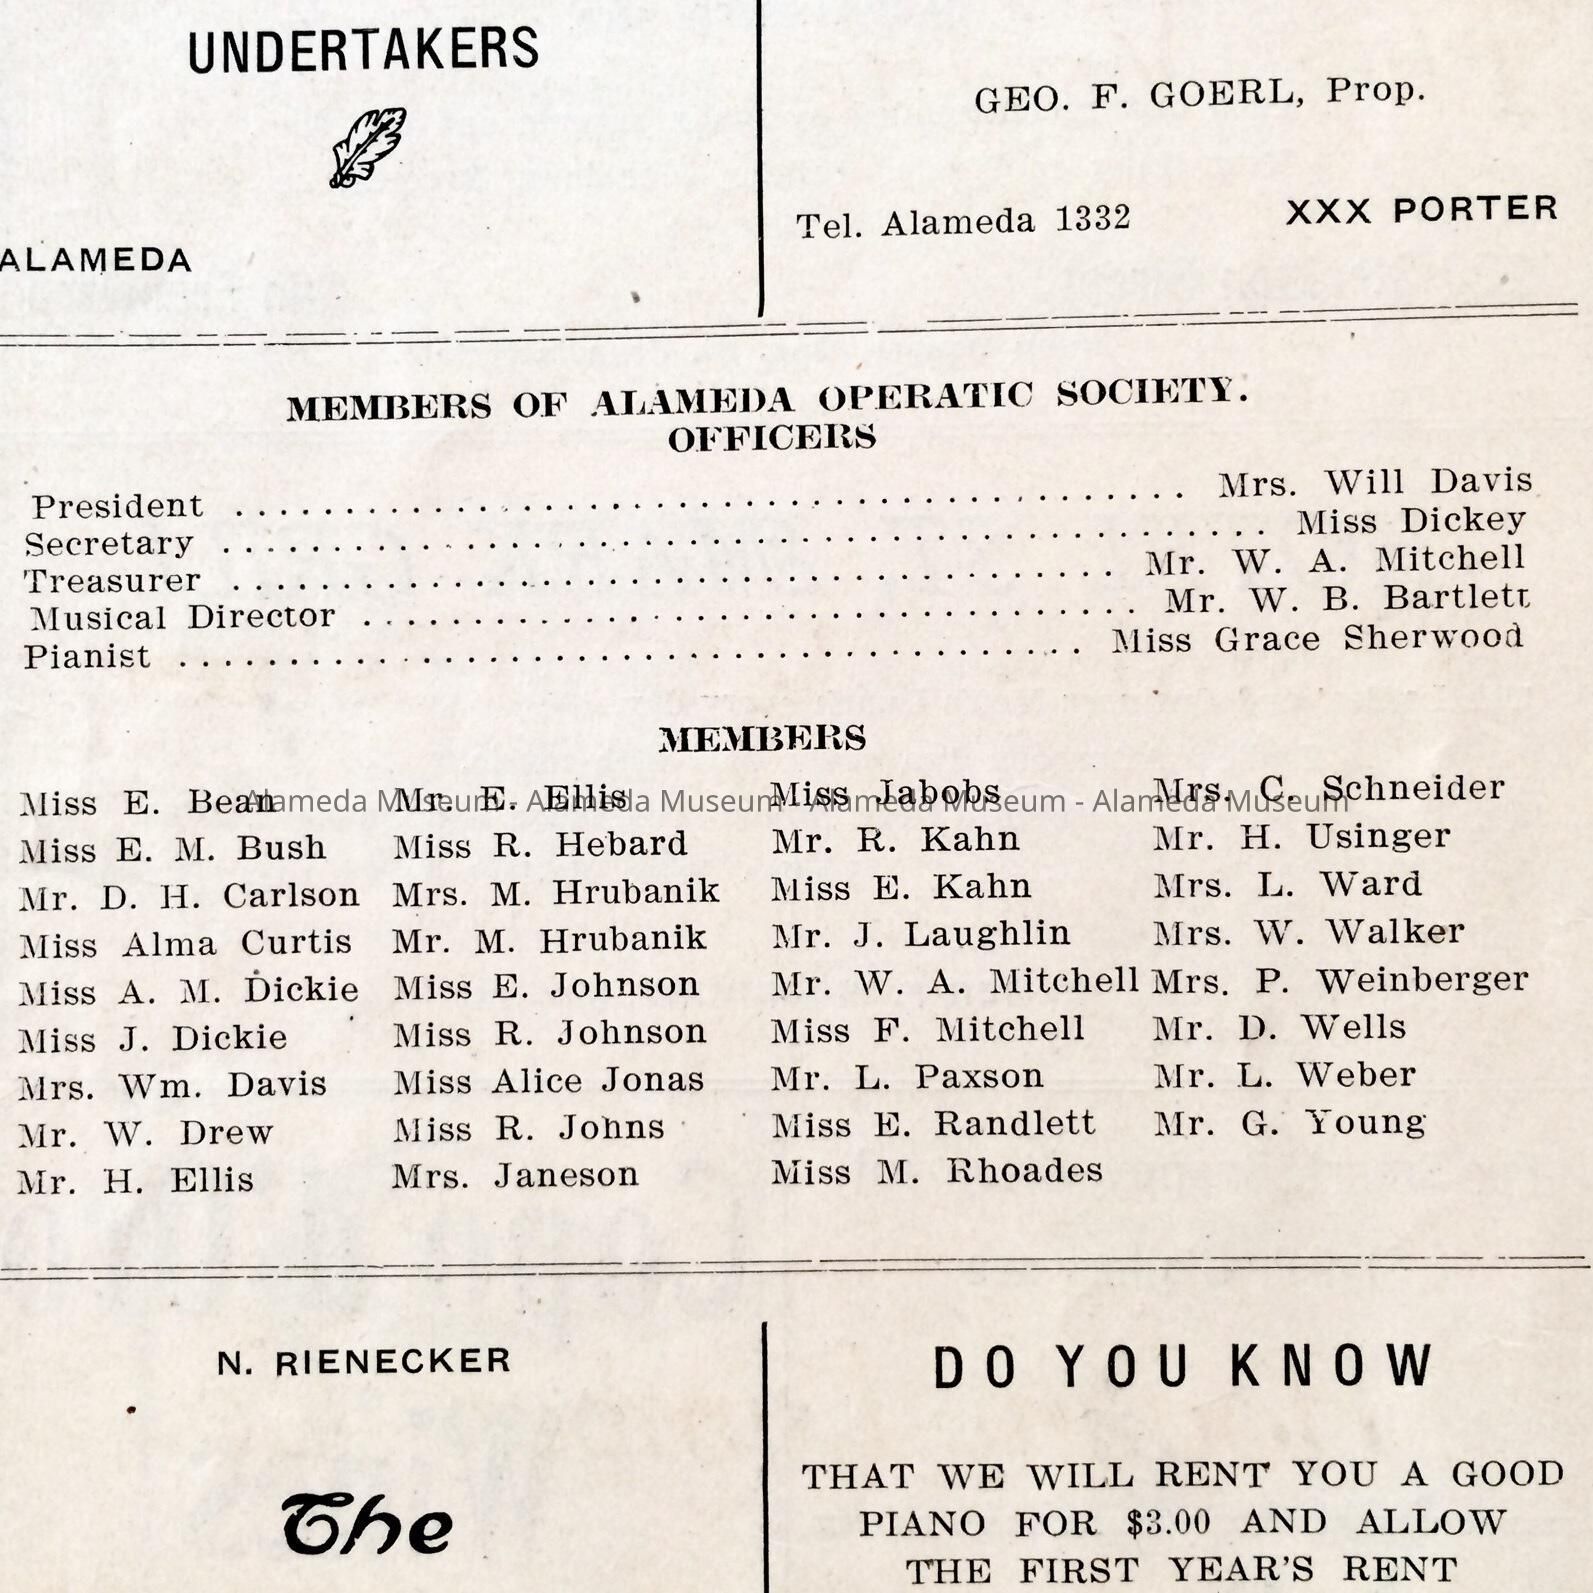 UNDERTAKERS
ALAMEDA
GEO. F. GOERL, Prop.
Tel. Alameda 1332 XXX PORTER
MEMBERS OF ALAMEDA OPERATIC SOCIETY.
OFFICERS
President ........................................ Mrs. Will Davis
Secretary ............................................ Miss Dickey
Treasurer ...................................... Mr. W. A. Mitchell
Musical Director .................................. Mr. W. B. Bartlett
Pianist ....................................... Miss Grace Sherwood
MEMBERS
Miss E. Bean Mr. E. Ellis Miss Jabobs Mrs. C. Schneider
Alameda Museum - Alameda Museum - Alameda Museum - Alameda Museum
Miss E. M. Bush Miss R. Hebard Mr. R. Kahn Mr. H. Usinger
Mr. D. H. Carlson Mrs. M. Hrubanik Miss E. Kahn Mrs. L. Ward
Miss Alma Curtis Mr. M. Hrubanik Mr. J. Laughlin Mrs. W. Walker
Miss A. M. Dickie Miss E. Johnson Mr. W. A. Mitchell Mrs. P. Weinberger
Miss J. Dickie Miss R. Johnson Miss F. Mitchell Mr. D. Wells
Mrs. Wm. Davis Miss Alice Jonas Mr. L. Paxson Mr. L. Weber
Mr. W. Drew Miss R. Johns Miss E. Randlett Mr. G. Young
Mr. H. Ellis Mrs. Janeson Miss M. Rhoades
N. RIENECKER
The
DO YOU KNOW
THAT WE WILL RENT YOU A GOOD
PIANO FOR $3.00 AND ALLOW
THE FIRST YEAR'S RENT